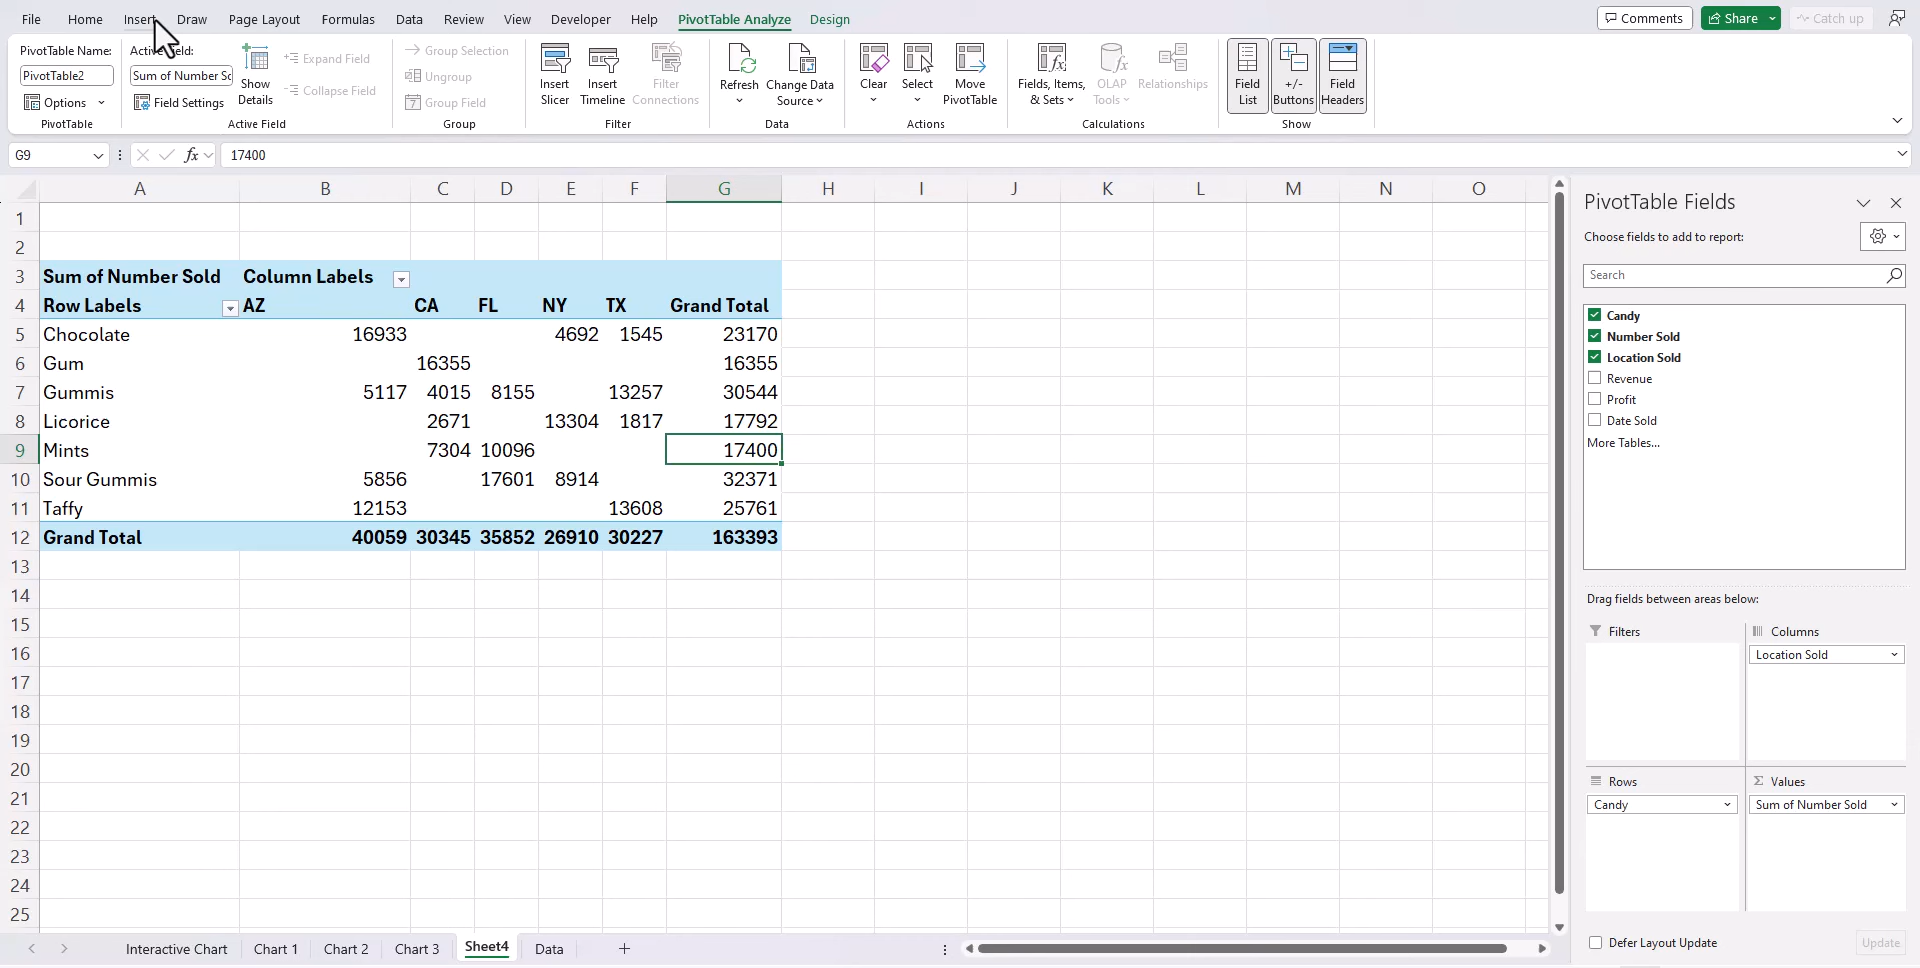 File Home Insert Draw Page Layout Formulas Data Review View Developer Help PivotTable Analyze Design Comments Share Catch up
PivotTable Name:
PivotTable2
Options
PivotTable
Active Field:
Sum of Number So
Field Settings
Show Details
Expand Field
Collapse Field
Active Field
Group Selection
Ungroup
Group Field
Group
Insert Slicer
Insert Timeline
Filter Connections
Filter
Refresh
Change Data Source
Data
Clear
Select
Move PivotTable
Actions
Fields, Items, & Sets
OLAP Tools
Relationships
Calculations
Field List
+/- Buttons
Field Headers
Show
G9 fx 17400
A B C D E F G H I J K L M N O
1
2
3 Sum of Number Sold Column Labels
4 Row Labels AZ CA FL NY TX Grand Total
5 Chocolate 16933 4692 1545 23170
6 Gum 16355 16355
7 Gummis 5117 4015 8155 13257 30544
8 Licorice 2671 13304 1817 17792
9 Mints 7304 10096 17400
10 Sour Gummis 5856 17601 8914 32371
11 Taffy 12153 13608 25761
12 Grand Total 40059 30345 35852 26910 30227 163393
13
14
15
16
17
18
19
20
21
22
23
24
25
Interactive Chart Chart 1 Chart 2 Chart 3 Sheet4 Data
PivotTable Fields
Choose fields to add to report:
Search
Candy
Number Sold
Location Sold
Revenue
Profit
Date Sold
More Tables...
Drag fields between areas below:
Filters Columns
Location Sold
Rows Σ Values
Candy Sum of Number Sold
Defer Layout Update Update